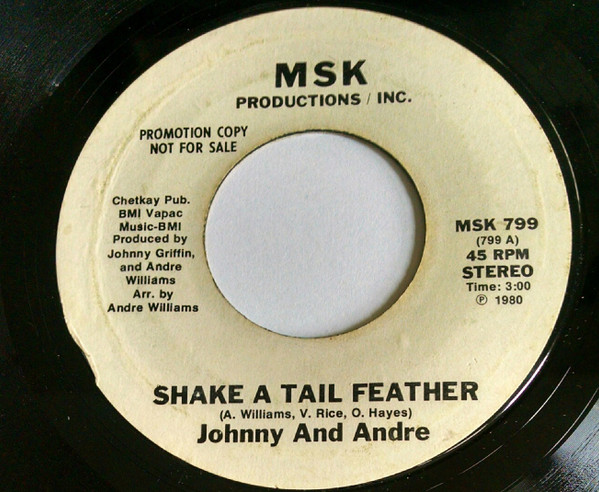 MSK
PRODUCTIONS / INC.
PROMOTION COPY
NOT FOR SALE
Chetkay Pub.
BMI Vapac
Music-BMI
Produced by
Johnny Griffin,
and Andre
Williams
Arr. by
Andre Williams
MSK 799
(799 A)
45 RPM
STEREO
Time: 3:00
℗ 1980
SHAKE A TAIL FEATHER
(A. Williams, V. Rice, O. Hayes)
Johnny And Andre